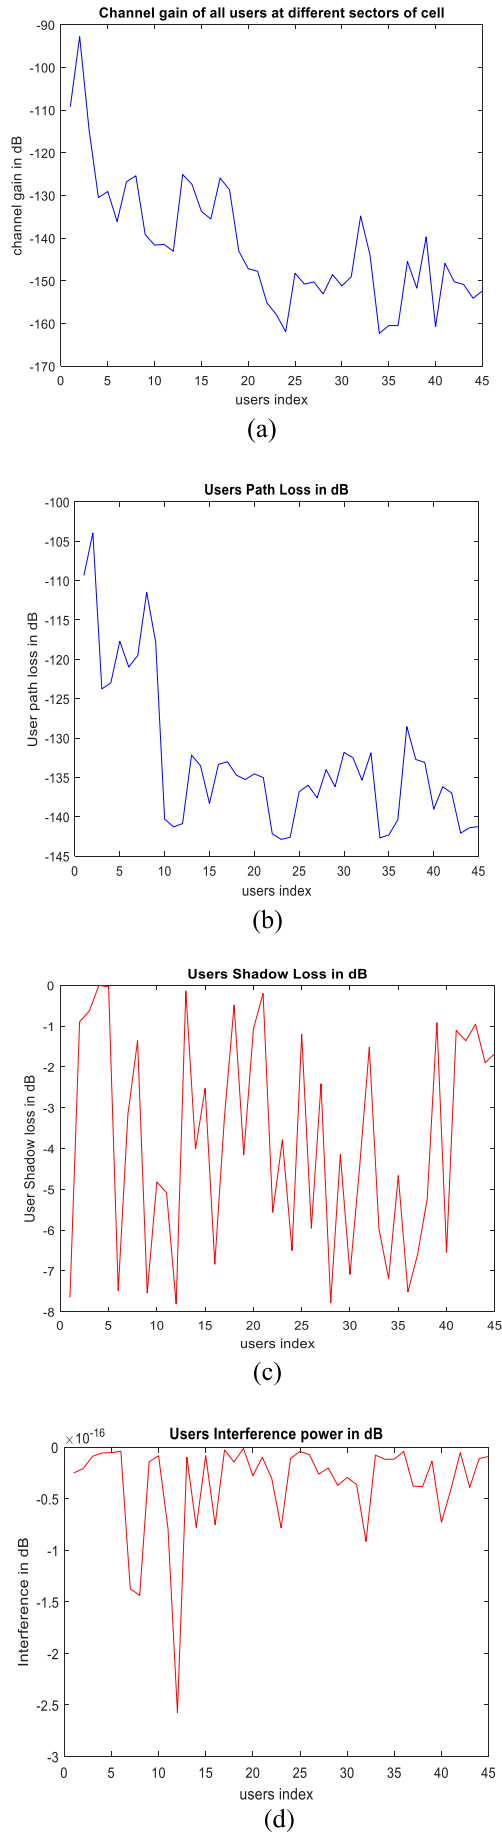 Channel gain of all users at different sectors of cell
channel gain in dB
-90
-100
-110
-120
-130
-140
-150
-160
-170
0 5 10 15 20 25 30 35 40 45
users index
(a)
Users Path Loss in dB
User path loss in dB
-100
-105
-110
-115
-120
-125
-130
-135
-140
-145
0 5 10 15 20 25 30 35 40 45
users index
(b)
Users Shadow Loss in dB
User Shadow loss in dB
0
-1
-2
-3
-4
-5
-6
-7
-8
0 5 10 15 20 25 30 35 40 45
users index
(c)
×10^-16
Users Interference power in dB
Interference in dB
0
-0.5
-1
-1.5
-2
-2.5
-3
0 5 10 15 20 25 30 35 40 45
users index
(d)